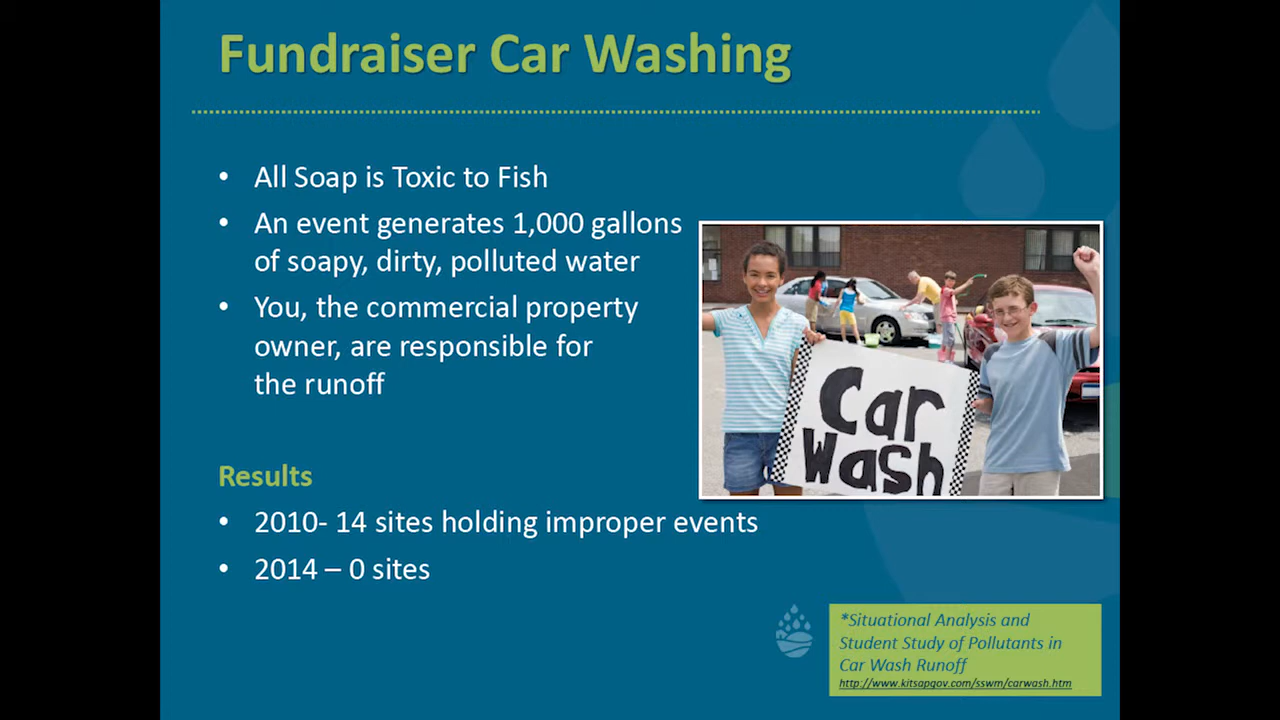 Fundraiser Car Washing
• All Soap is Toxic to Fish
• An event generates 1,000 gallons
of soapy, dirty, polluted water
• You, the commercial property
owner, are responsible for
the runoff
Car
Wash
Results
• 2010- 14 sites holding improper events
• 2014 – 0 sites
*Situational Analysis and
Student Study of Pollutants in
Car Wash Runoff
http://www.kitsapgov.com/sswm/carwash.htm